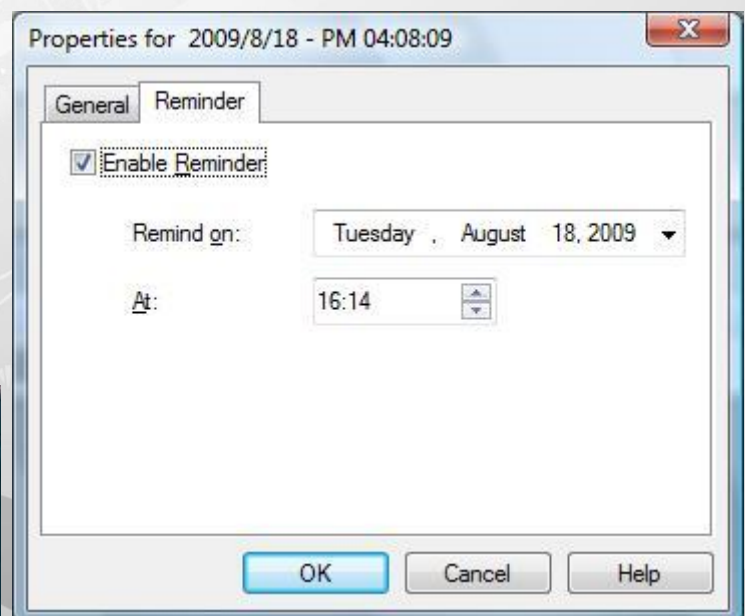 Properties for 2009/8/18 - PM 04:08:09
General Reminder
Enable Reminder
Remind on: Tuesday , August 18, 2009
At: 16:14
OK Cancel Help